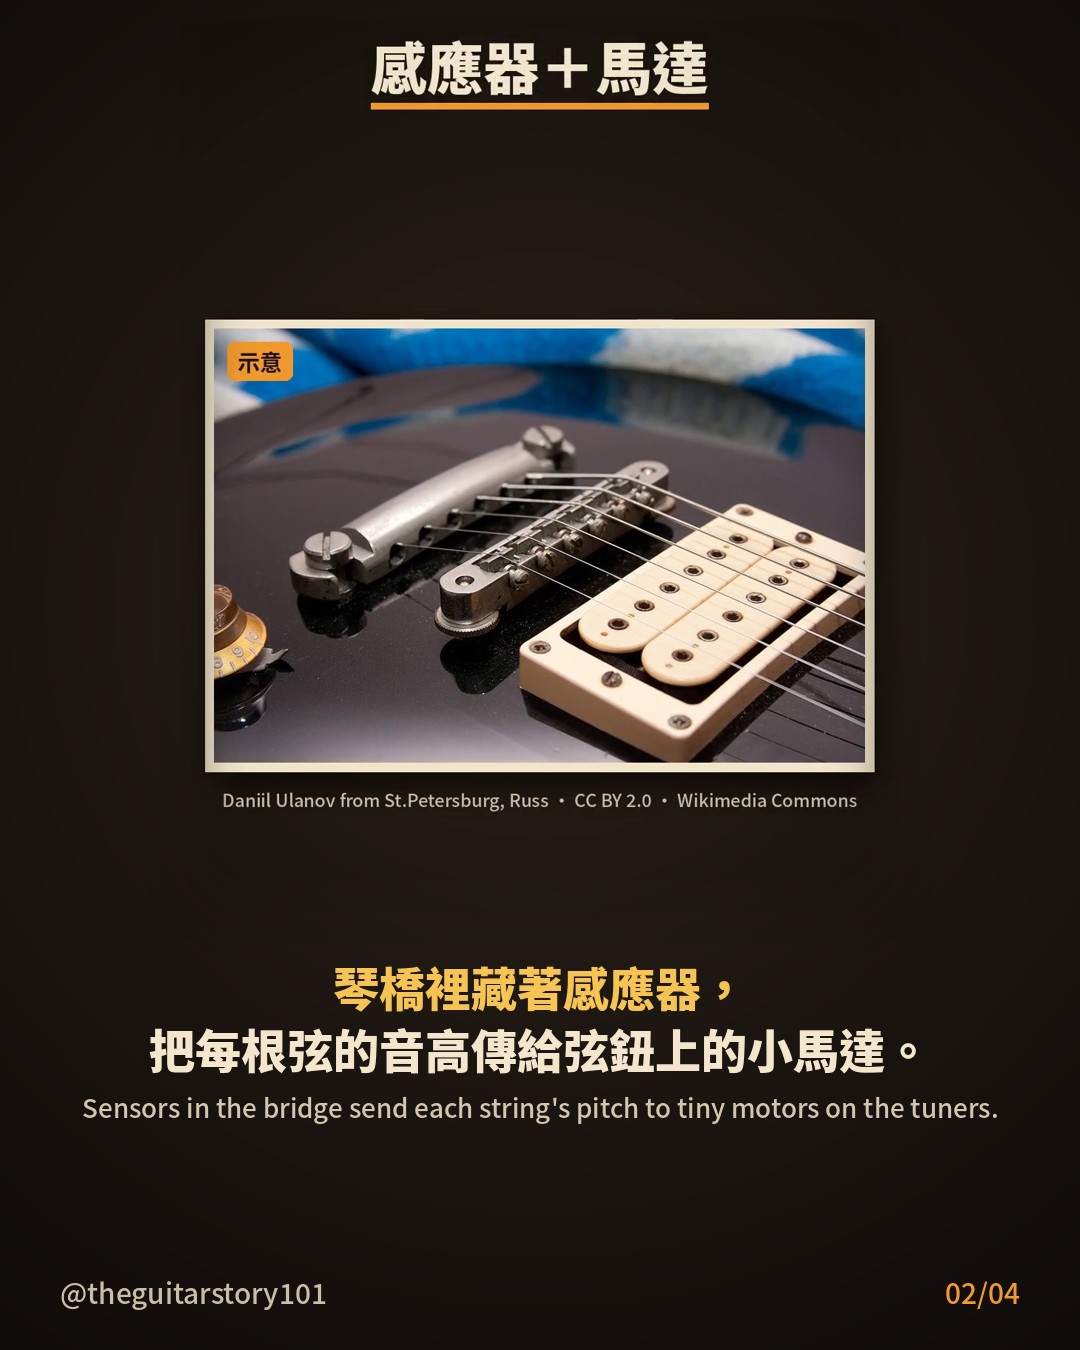 感應器＋馬達
示意
Daniil Ulanov from St.Petersburg, Russ • CC BY 2.0 • Wikimedia Commons
琴橋裡藏著感應器，
把每根弦的音高傳給弦鈕上的小馬達。
Sensors in the bridge send each string's pitch to tiny motors on the tuners.
@theguitarstory101
02/04